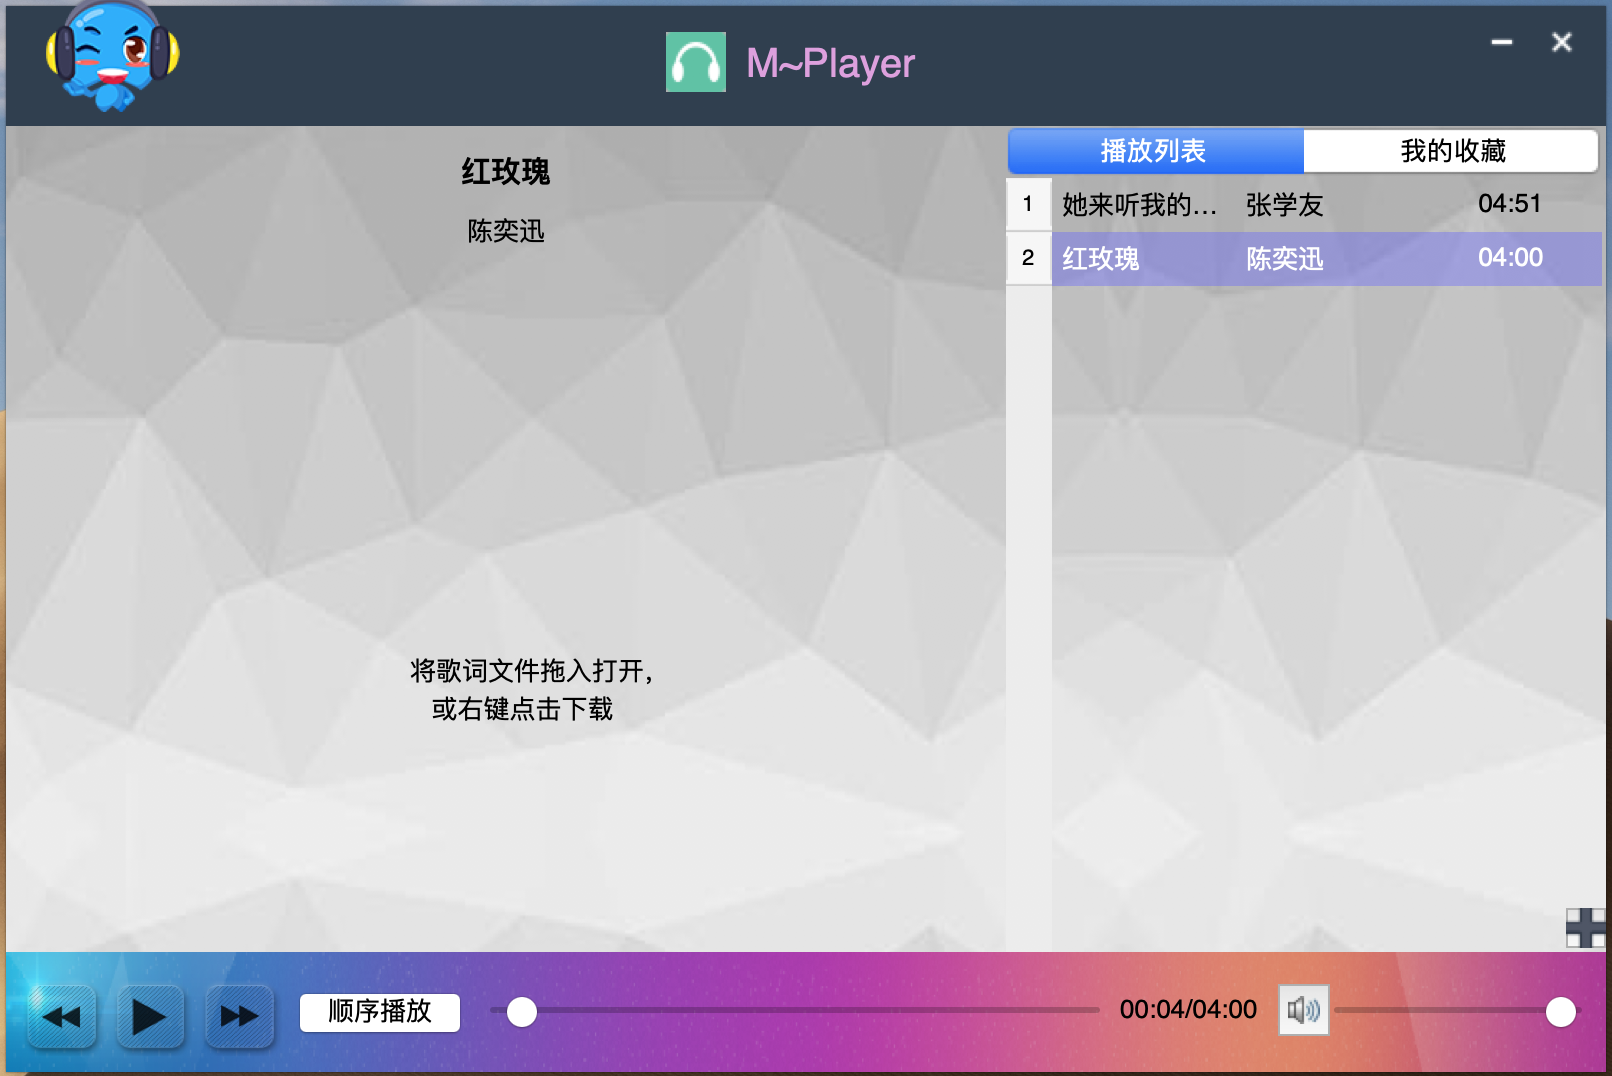 M~Player
红玫瑰
陈奕迅
将歌词文件拖入打开,
或右键点击下载
播放列表 我的收藏
1 她来听我的… 张学友 04:51
2 红玫瑰 陈奕迅 04:00
顺序播放 00:04/04:00